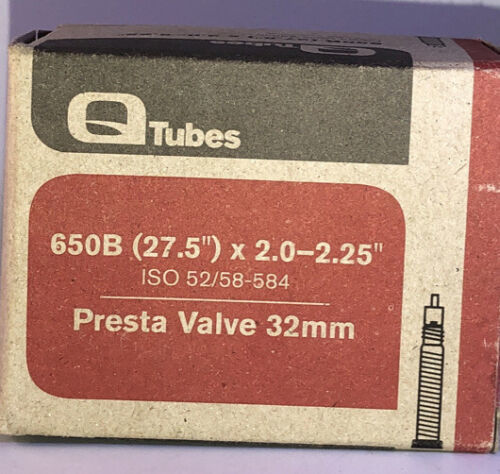 Q
Tubes
650B (27.5") x 2.0–2.25"
ISO 52/58-584
Presta Valve 32mm